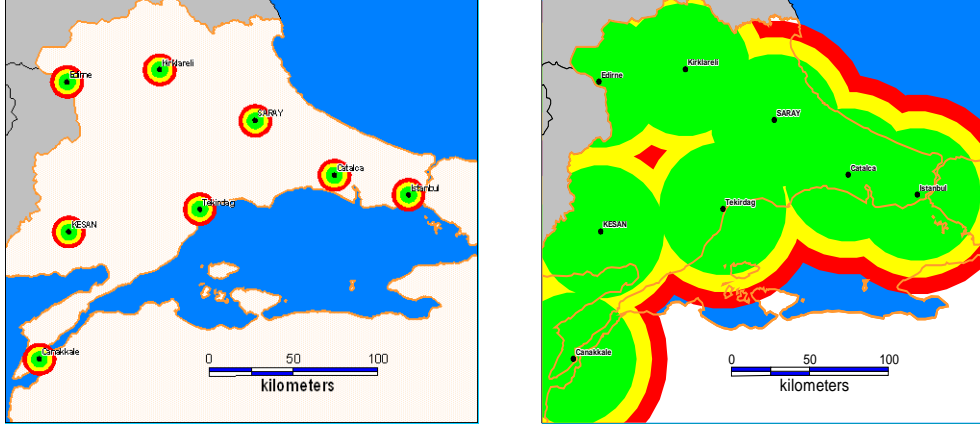 Kirklareli
Edirne
SARAY
Catalca
Istanbul
Tekirdag
KESAN
Canakkale
0 50 100
kilometers
Kirklareli
Edirne
SARAY
Catalca
Istanbul
Tekirdag
KESAN
Canakkale
0 50 100
kilometers